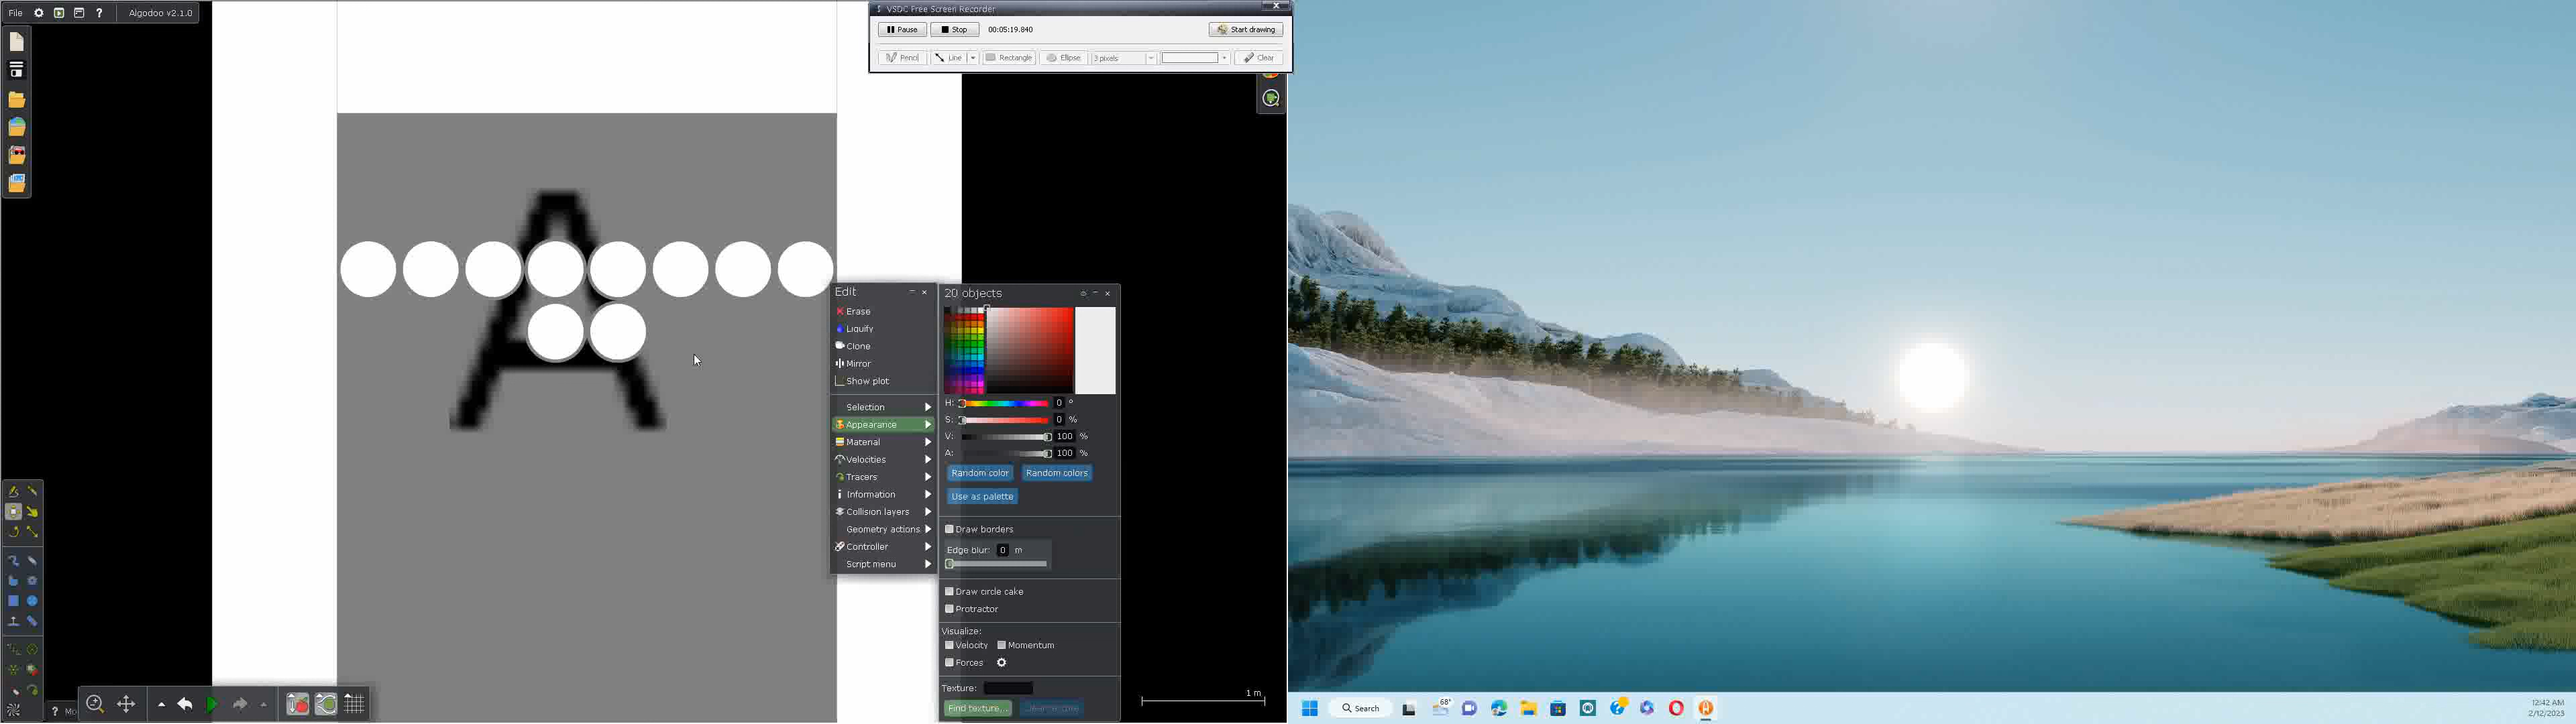 File
Algodoo v2.1.0
VSDC Free Screen Recorder
Pause
Stop
00:05:19.840
Start drawing
Pencil
Line
Rectangle
Ellipse
3 pixels
Clear
A
Edit
Erase
Liquify
Clone
Mirror
Show plot
Selection
Appearance
Material
Velocities
Tracers
Information
Collision layers
Geometry actions
Controller
Script menu
20 objects
H: 0 °
S: 0 %
V: 100 %
A: 100 %
Random color Random colors
Use as palette
Draw borders
Edge blur: 0 m
Draw circle cake
Protractor
Visualize:
Velocity Momentum
Forces
Texture:
Find texture...
? Mo
1 m
Search
68°
12:42 AM
2/12/2023